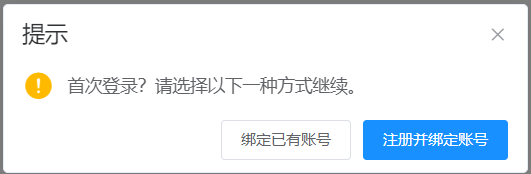 提示
首次登录？请选择以下一种方式继续。
绑定已有账号
注册并绑定账号